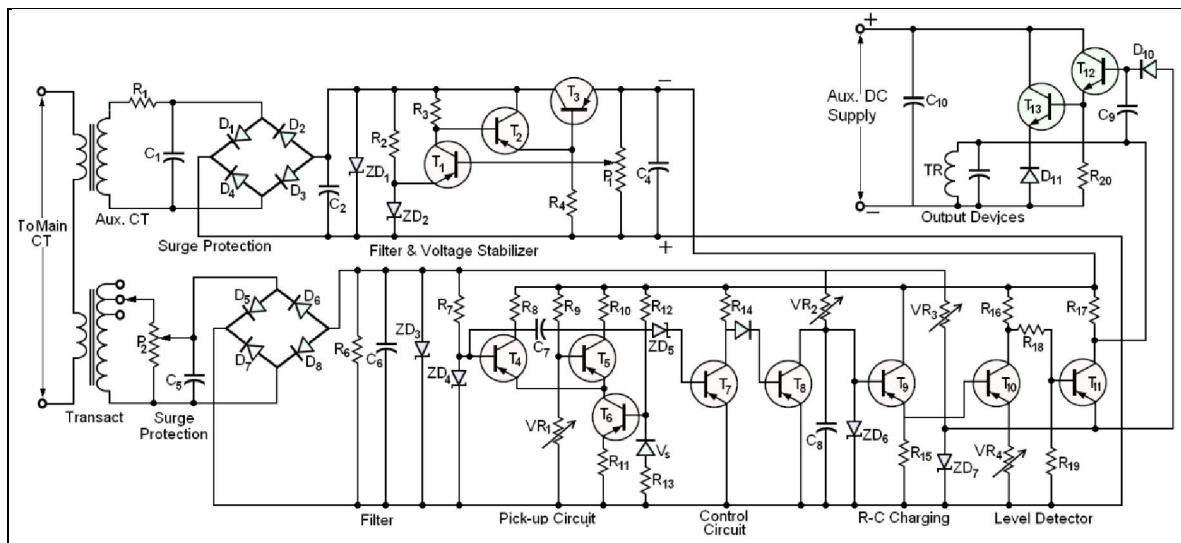 +
Aux. DC
Supply
−
C10
T13
T12
D10
C9
TR
D11
R20
Output Devices
To Main
CT
R1
C1
D1
D2
D4
D3
C2
Aux. CT
Surge Protection
ZD1
R2
R3
T1
T2
T3
ZD2
R4
P1
C4
−
+
Filter & Voltage Stabilizer
P2
C5
D5
D6
D7
D8
Transact
Surge
Protection
R6
C6
ZD3
Filter
R7
ZD4
R8
T4
C7
R9
R10
T5
VR1
T6
R11
R12
ZD5
Vs
R13
Pick-up Circuit
R14
T7
T8
Control
Circuit
VR2
C8
ZD6
T9
R15
R-C Charging
VR3
ZD7
R16
R18
R17
T10
T11
VR4
R19
Level Detector